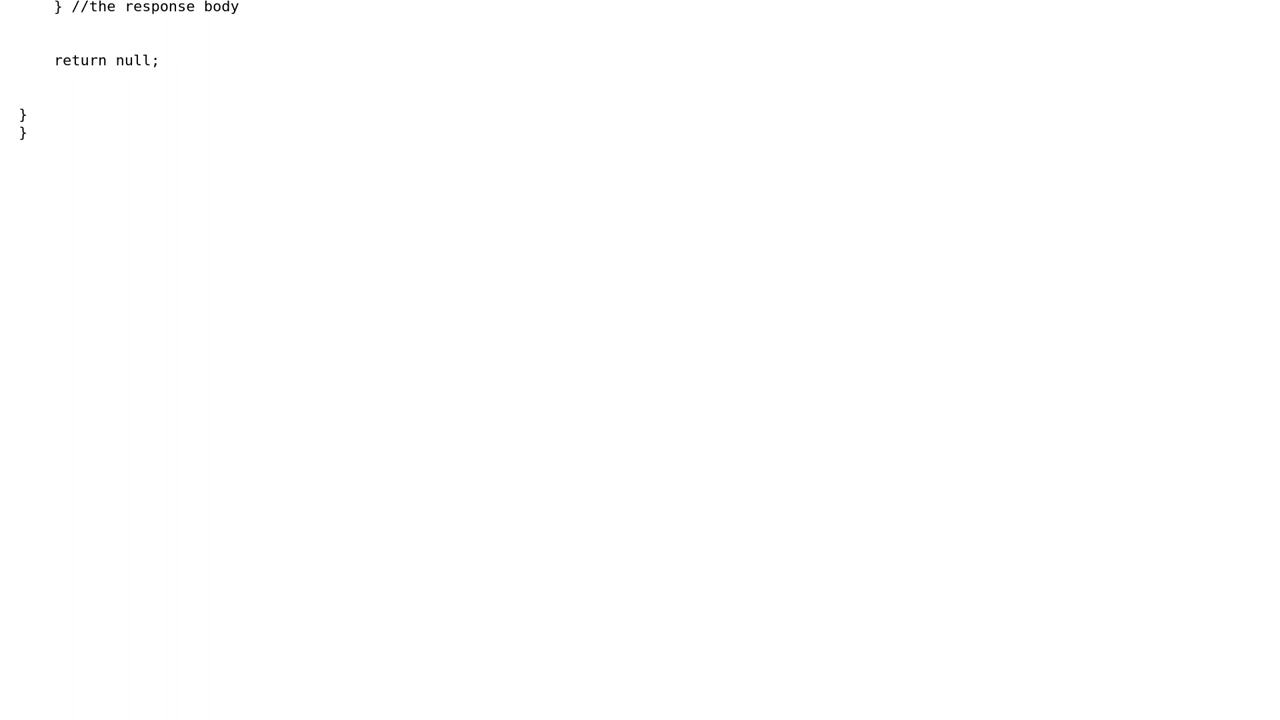 } //the response body
return null;
}
}